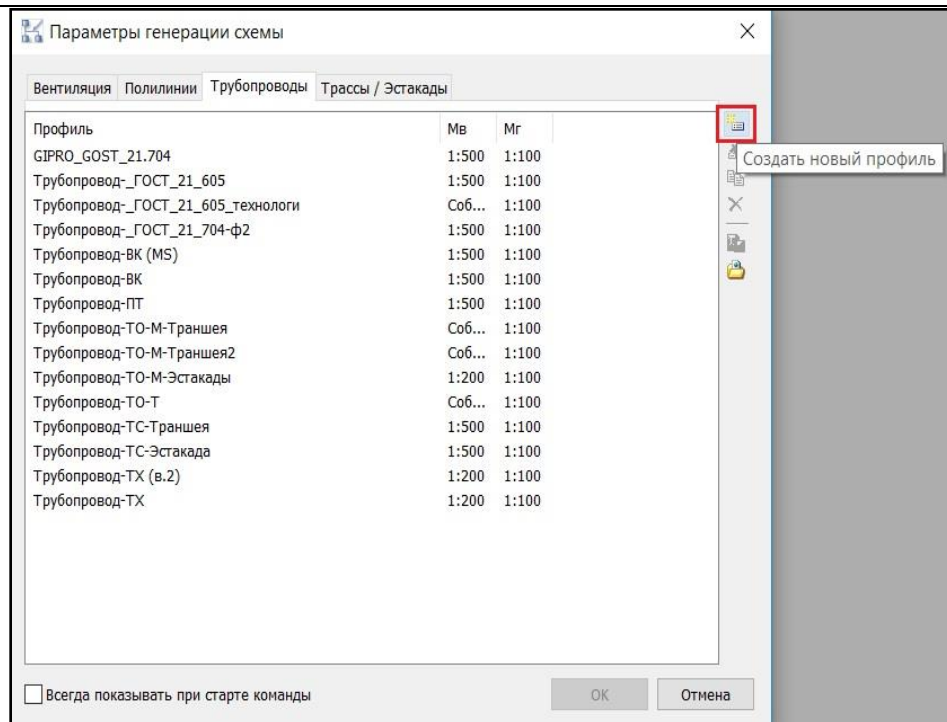 Параметры генерации схемы
Вентиляция Полилинии Трубопроводы Трассы / Эстакады
Профиль Мв Мг
GIPRO_GOST_21.704 1:500 1:100
Трубопровод-_ГОСТ_21_605 1:500 1:100
Трубопровод-_ГОСТ_21_605_технологи Соб... 1:100
Трубопровод-_ГОСТ_21_704-ф2 1:500 1:100
Трубопровод-ВК (MS) 1:500 1:100
Трубопровод-ВК 1:500 1:100
Трубопровод-ПТ 1:500 1:100
Трубопровод-ТО-М-Траншея Соб... 1:100
Трубопровод-ТО-М-Траншея2 Соб... 1:100
Трубопровод-ТО-М-Эстакады 1:200 1:100
Трубопровод-ТО-Т Соб... 1:100
Трубопровод-ТС-Траншея 1:500 1:100
Трубопровод-ТС-Эстакада 1:500 1:100
Трубопровод-ТХ (в.2) 1:200 1:100
Трубопровод-ТХ 1:200 1:100
Создать новый профиль
Всегда показывать при старте команды
ОК Отмена